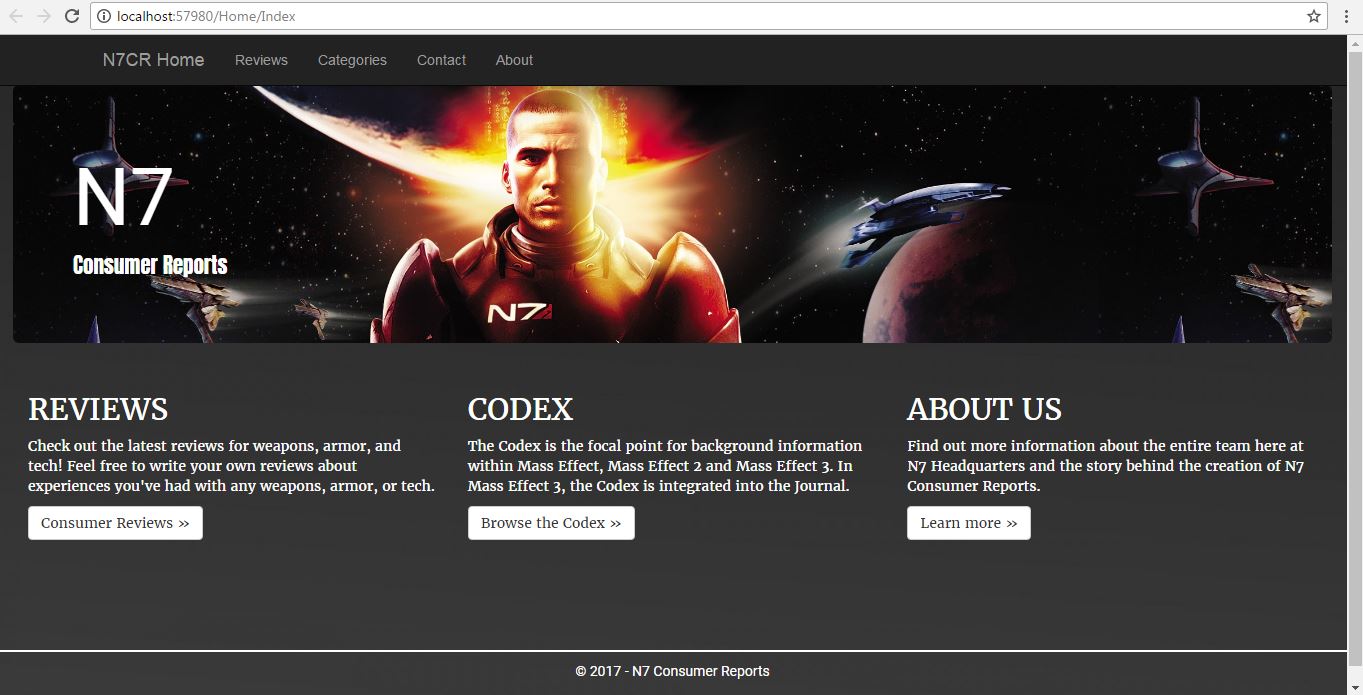 localhost:57980/Home/Index
N7CR Home Reviews Categories Contact About
N7
Consumer Reports
N7
REVIEWS
Check out the latest reviews for weapons, armor, and
tech! Feel free to write your own reviews about
experiences you've had with any weapons, armor, or tech.
Consumer Reviews »
CODEX
The Codex is the focal point for background information
within Mass Effect, Mass Effect 2 and Mass Effect 3. In
Mass Effect 3, the Codex is integrated into the Journal.
Browse the Codex »
ABOUT US
Find out more information about the entire team here at
N7 Headquarters and the story behind the creation of N7
Consumer Reports.
Learn more »
© 2017 - N7 Consumer Reports